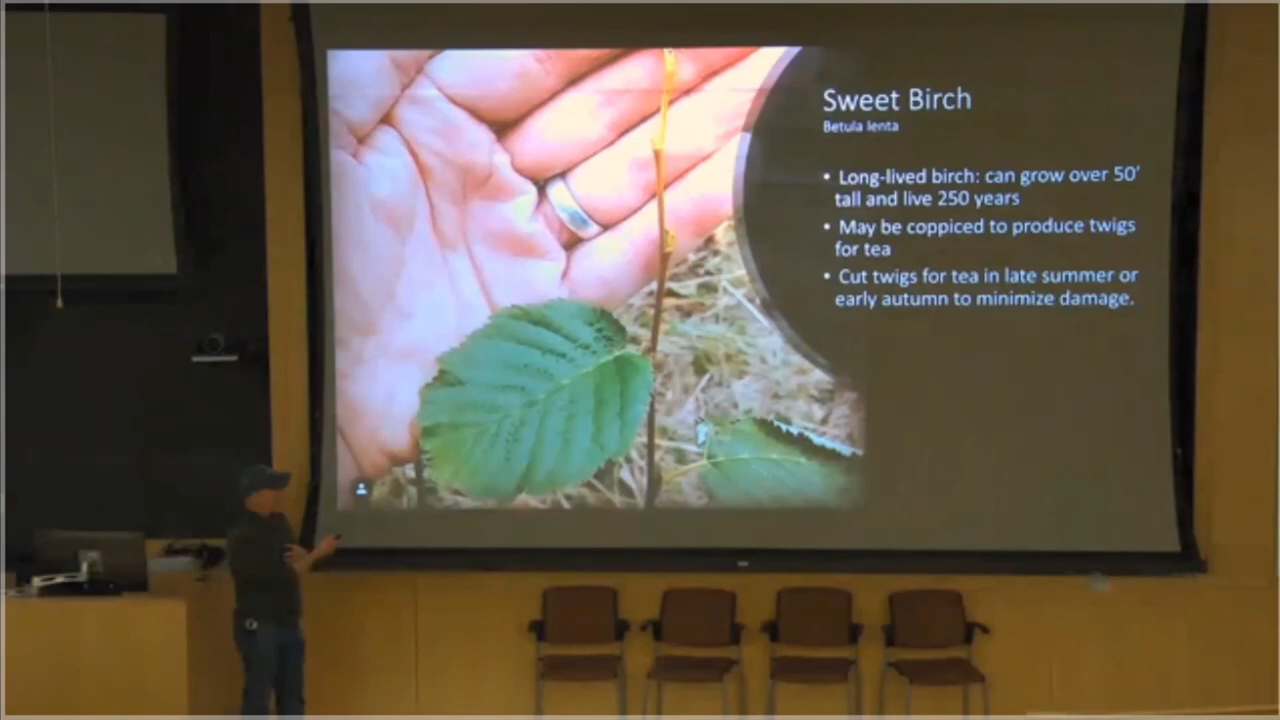 Sweet Birch
Betula lenta
• Long-lived birch: can grow over 50'
tall and live 250 years
• May be coppiced to produce twigs
for tea
• Cut twigs for tea in late summer or
early autumn to minimize damage.